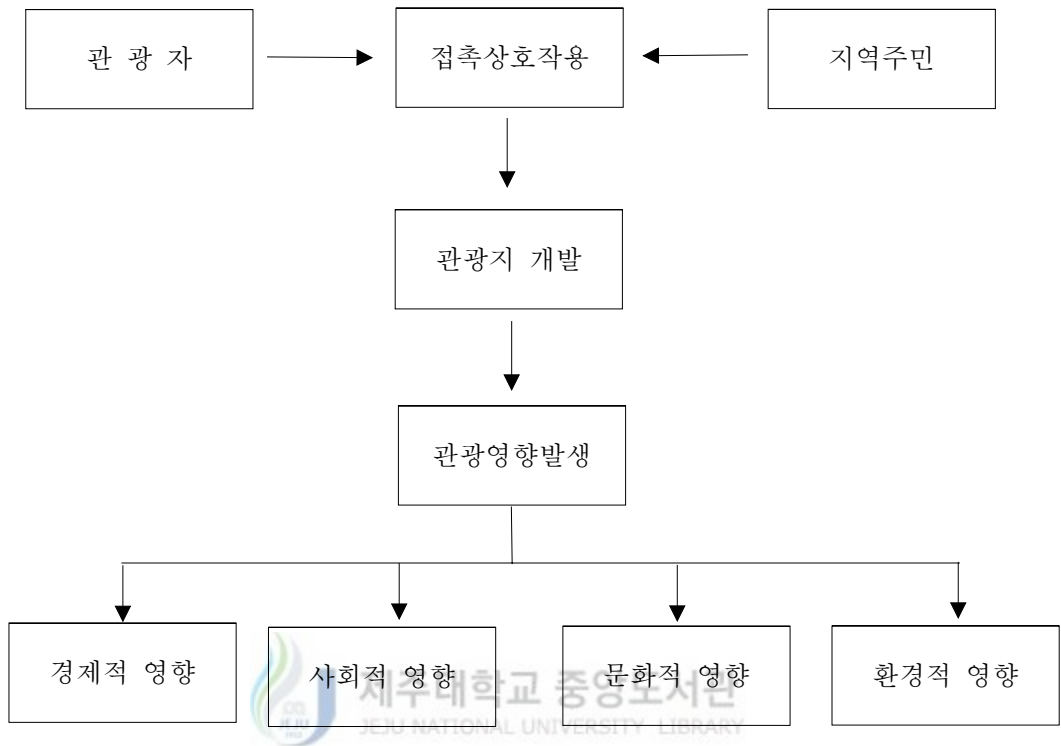 관 광 자
접촉상호작용
지역주민
관광지 개발
관광영향발생
경제적 영향
사회적 영향
문화적 영향
환경적 영향
제주대학교 중앙도서관
JEJU NATIONAL UNIVERSITY LIBRARY
JEJU
1952